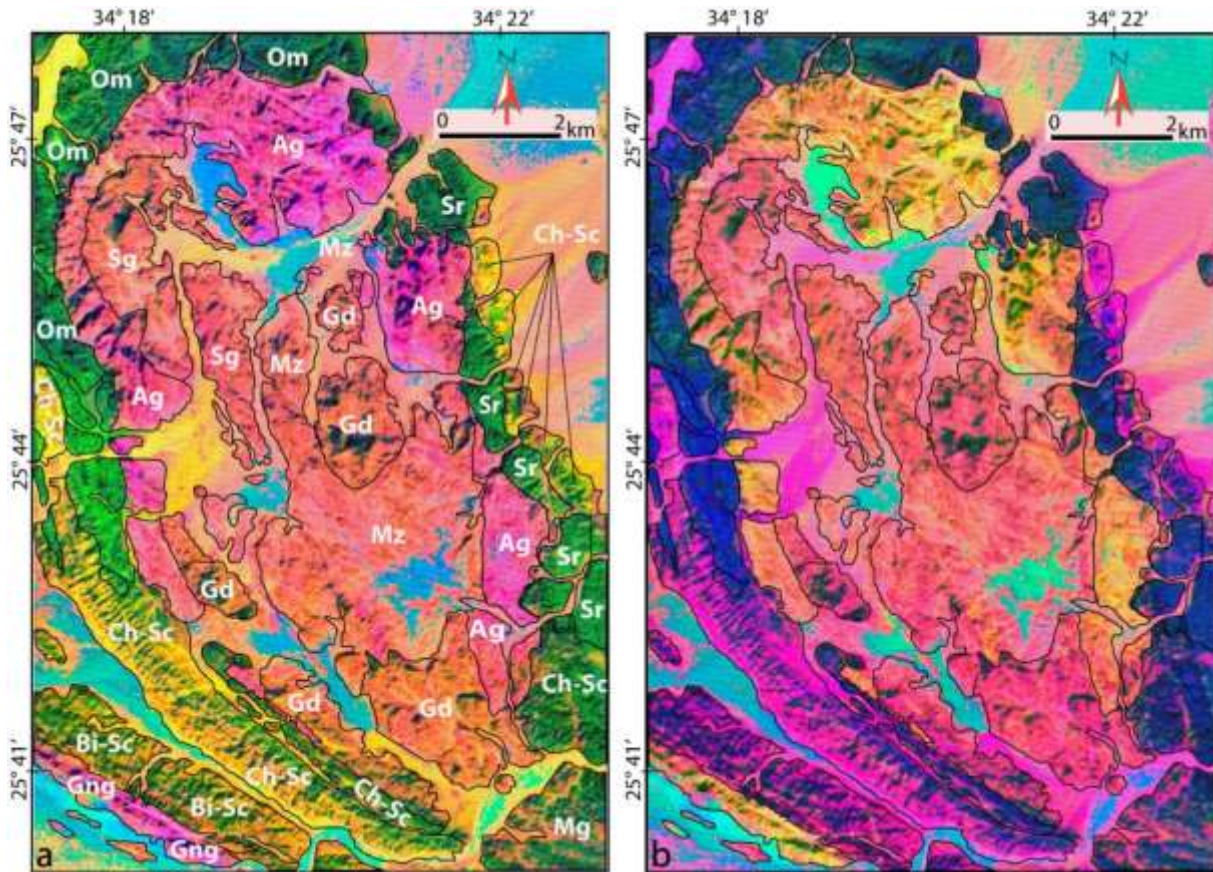 34° 18′ 34° 22′ 34° 18′ 34° 22′
Om Om N N
0 2 km 0 2 km
25° 47′ 25° 47′
Om Ag
Sr
Ch-Sc
Mz
Sg
Ag
Gd
Om Sg Mz
Ag Sr
Ch-Sc Gd
25° 44′ 25° 44′
Sr
Mz Ag
Sr
Gd
Sr
Ag
Ch-Sc
Ch-Sc
Gd Gd
Bi-Sc
25° 41′ 25° 41′
Gng Ch-Sc
Ch-Sc
Bi-Sc Mg
Gng
a b